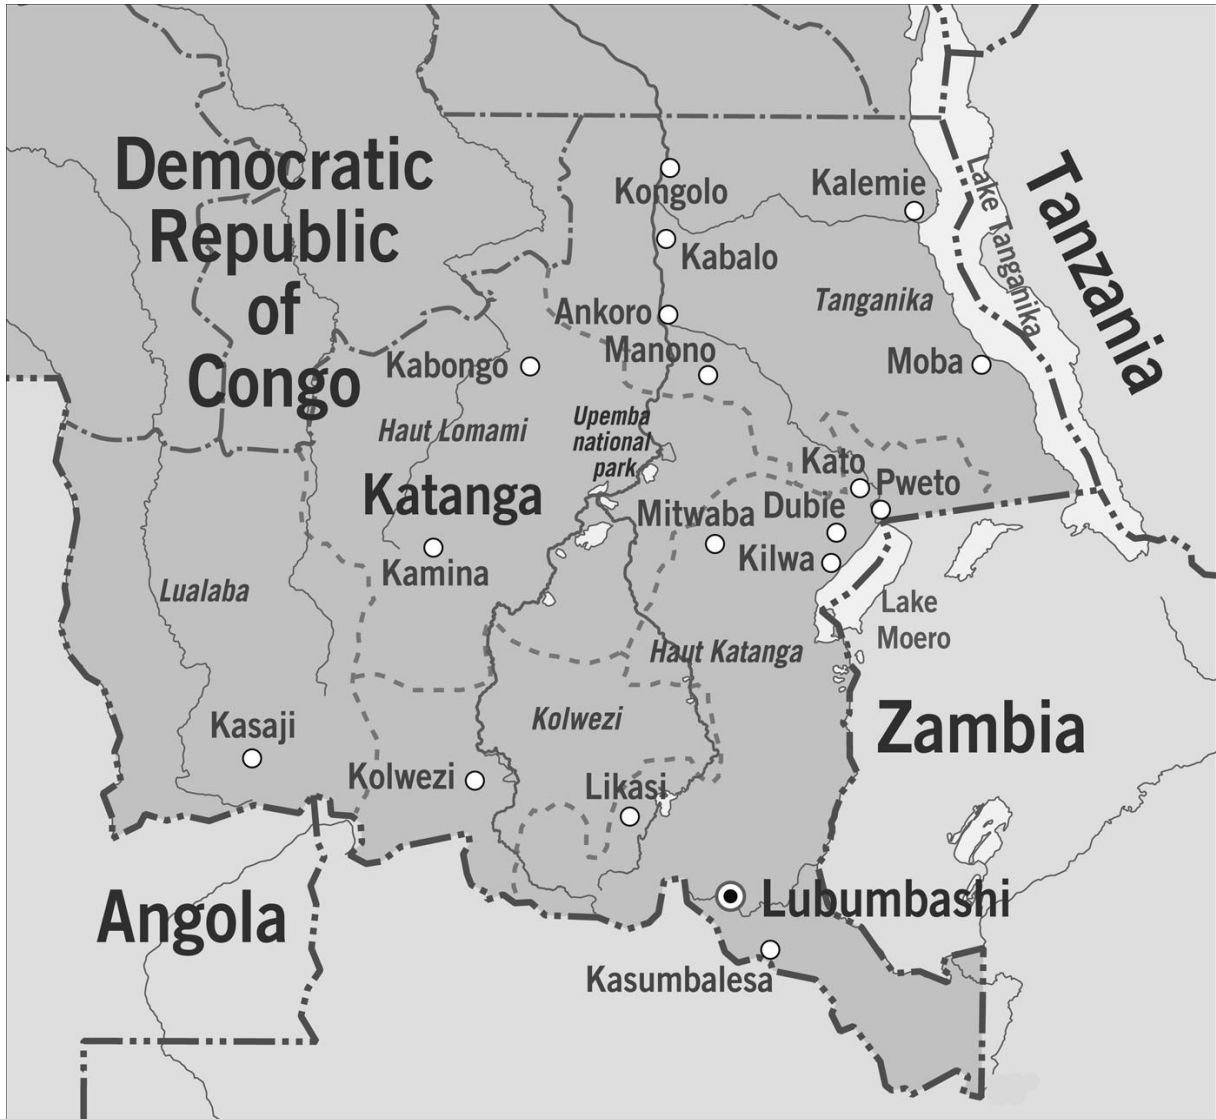 Democratic
Republic
of
Congo
Kongolo
Kalemie
Lake Tanganika
Tanzania
Kabalo
Ankoro
Tanganika
Manono
Kabongo
Moba
Haut Lomami
Upemba
national
park
Katanga
Kato
Pweto
Mitwaba
Dubie
Kilwa
Kamina
Lualaba
Lake
Moero
Haut Katanga
Kasaji
Kolwezi
Zambia
Kolwezi
Likasi
Angola
Lubumbashi
Kasumbalesa